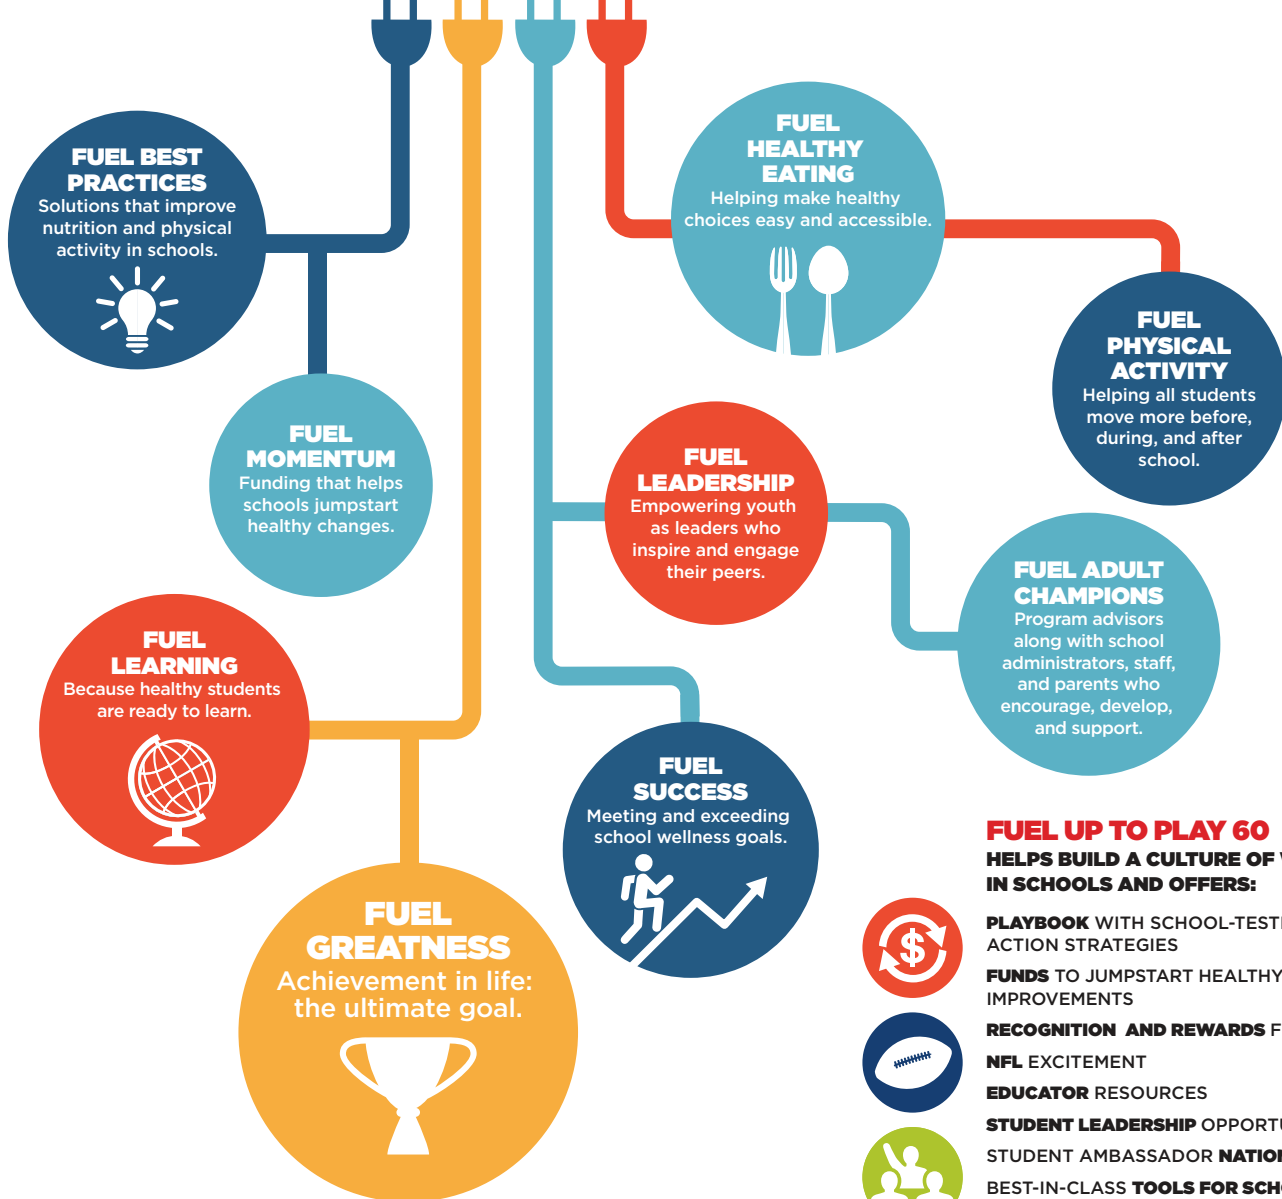 FUEL BEST
PRACTICES
Solutions that improve
nutrition and physical
activity in schools.
FUEL
HEALTHY
EATING
Helping make healthy
choices easy and accessible.
FUEL
PHYSICAL
ACTIVITY
Helping all students
move more before,
during, and after
school.
FUEL
MOMENTUM
Funding that helps
schools jumpstart
healthy changes.
FUEL
LEADERSHIP
Empowering youth
as leaders who
inspire and engage
their peers.
FUEL ADULT
CHAMPIONS
Program advisors
along with school
administrators, staff,
and parents who
encourage, develop,
and support.
FUEL
LEARNING
Because healthy students
are ready to learn.
FUEL
SUCCESS
Meeting and exceeding
school wellness goals.
FUEL
GREATNESS
Achievement in life:
the ultimate goal.
FUEL UP TO PLAY 60
HELPS BUILD A CULTURE OF
IN SCHOOLS AND OFFERS:
$
PLAYBOOK WITH
ACTION STRATEGIES
FUNDS TO JUMPSTART HEALTHY
IMPROVEMENTS
RECOGNITION AND REWARDS
NFL EXCITEMENT
EDUCATOR RESOURCES
STUDENT LEADERSHIP
STUDENT AMBASSADOR
BEST-IN-CLASS TOOLS FOR